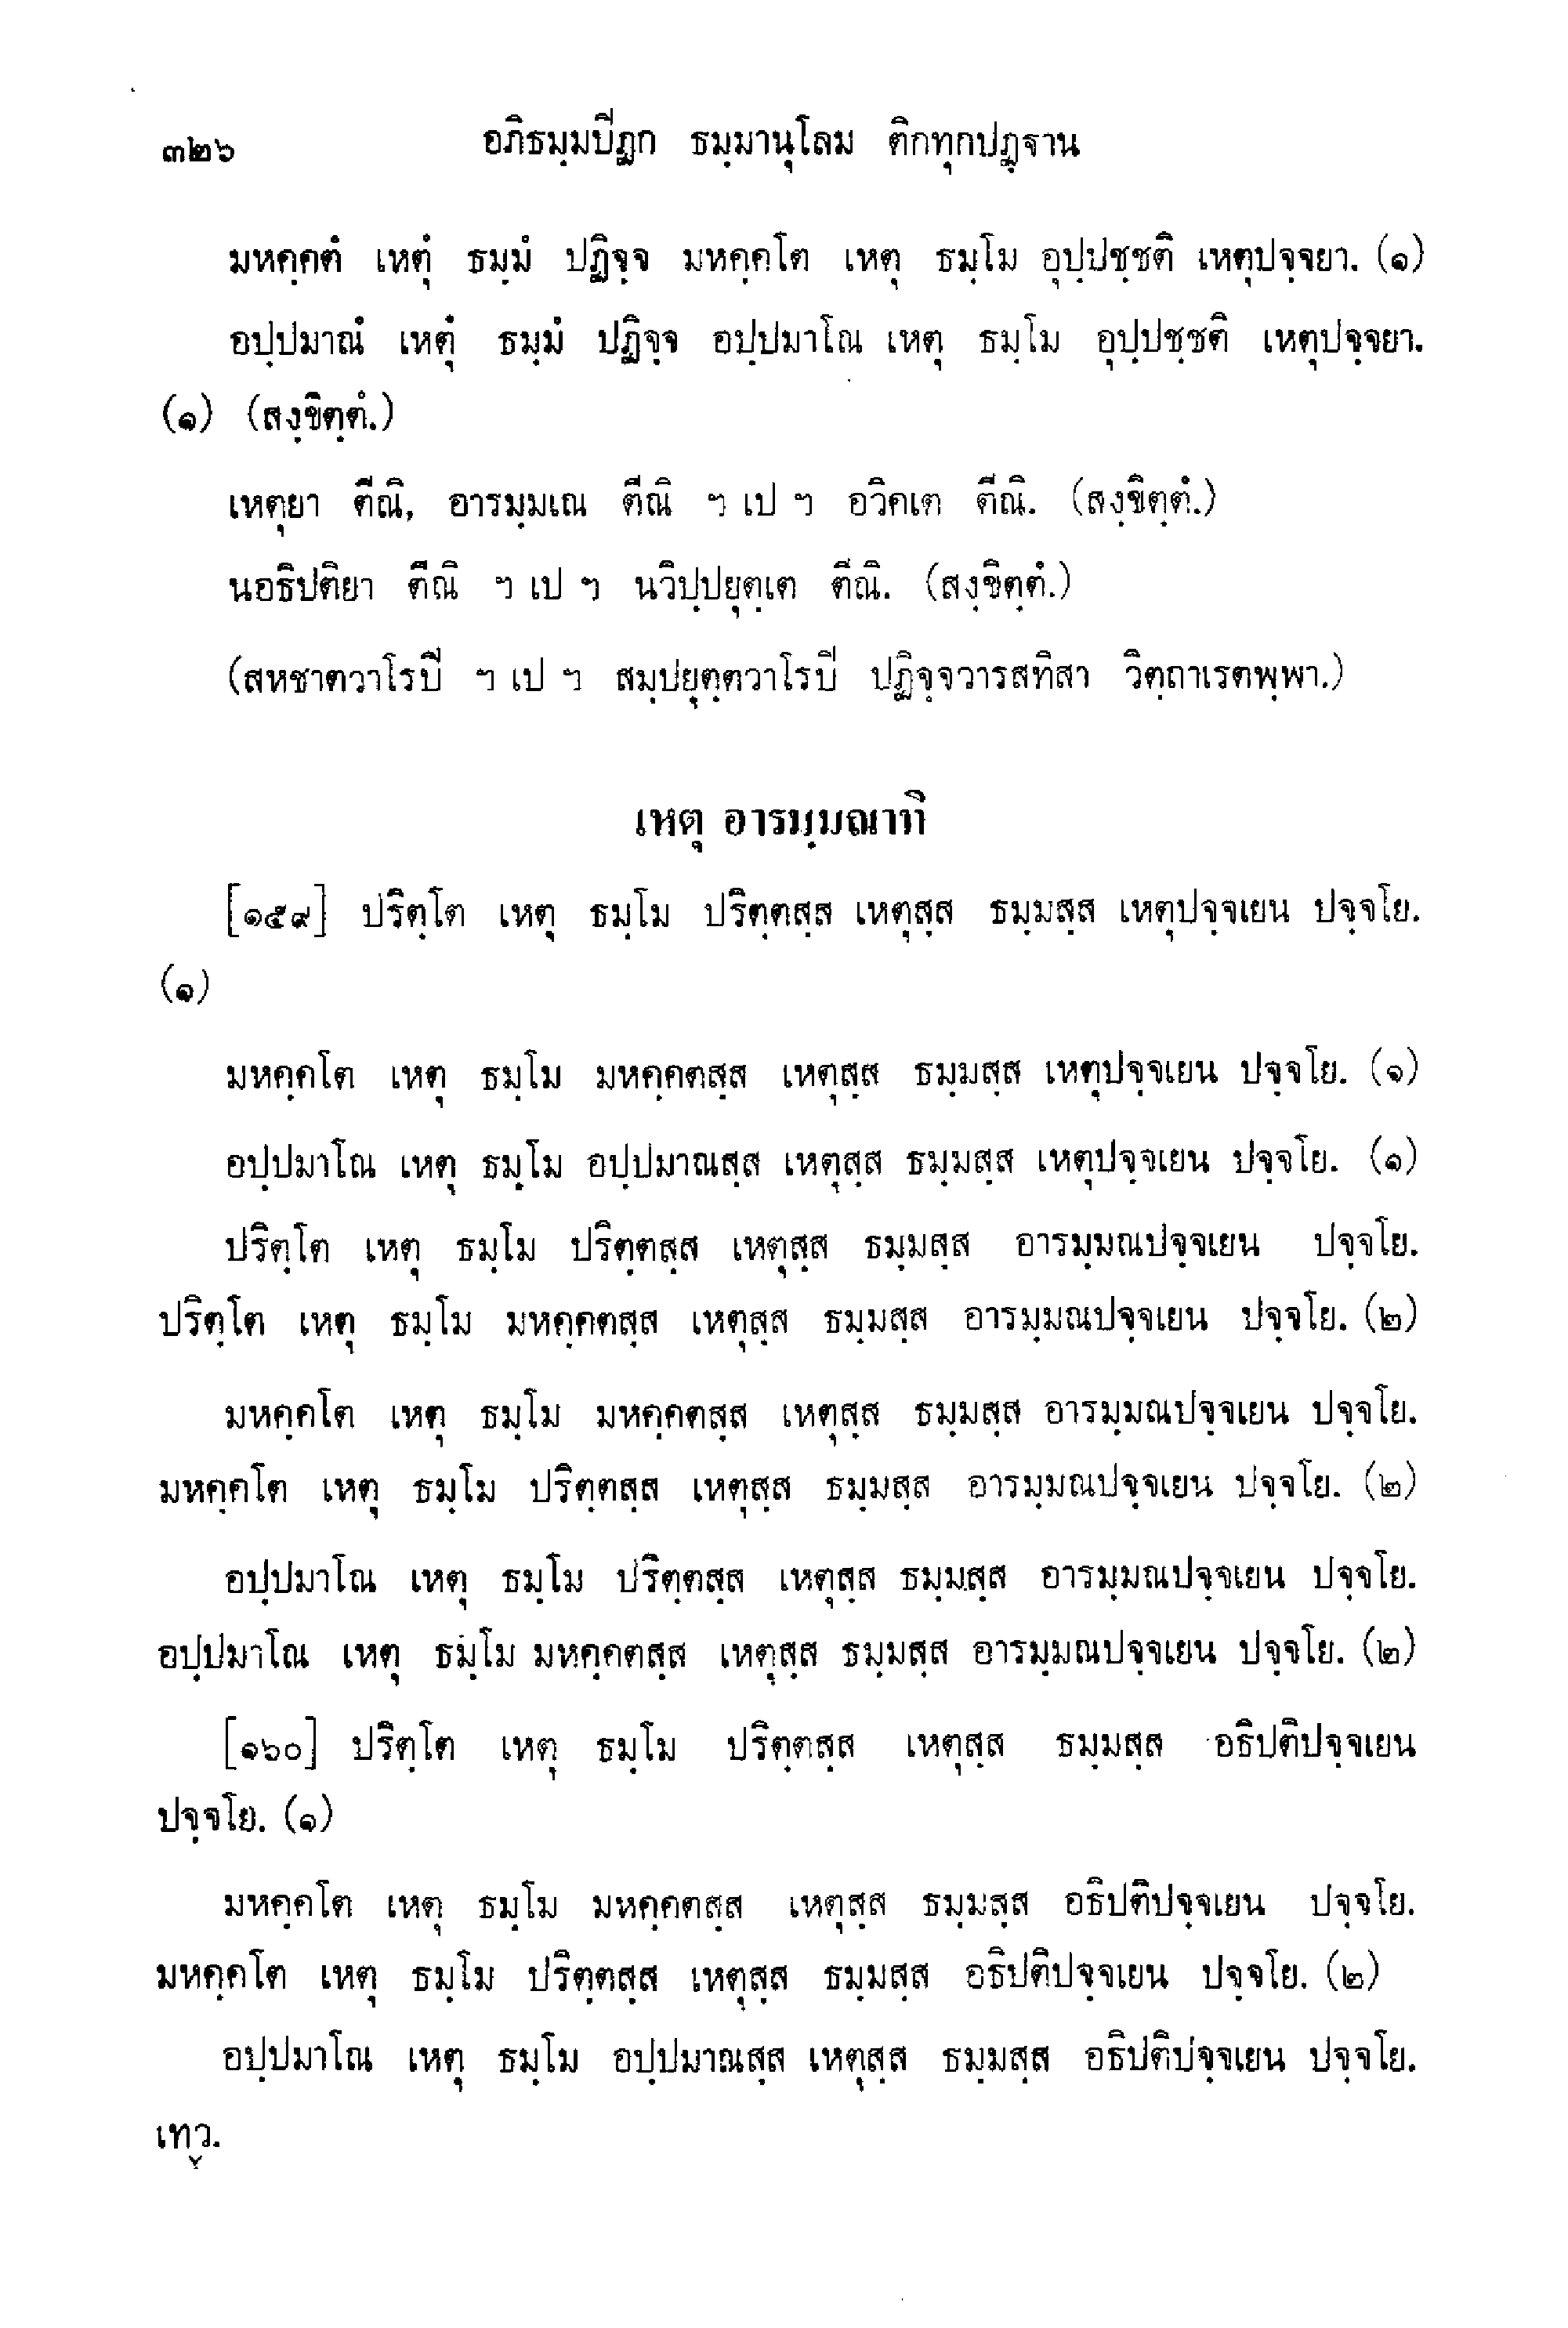 ๓๒๖ อภิธมฺมปิฏก ธมฺมานุโลม ติกทุกปฏฺฐาน
มหคฺคตํ เหตุํ ธมฺมํ ปฏิจฺจ มหคฺคโต เหตุ ธมฺโม อุปฺปชฺชติ เหตุปจฺจยา. (๑)
อปฺปมาณํ เหตุํ ธมฺมํ ปฏิจฺจ อปฺปมาโณ เหตุ ธมฺโม อุปฺปชฺชติ เหตุปจฺจยา.
(๑) (สงฺขิตฺตํ.)
เหตุยา ตีณิ, อารมฺมเณ ตีณิ ฯ เป ฯ อวิคเต ตีณิ. (สงฺขิตฺตํ.)
นอธิปติยา ตีณิ ฯ เป ฯ นวิปฺปยุตฺเต ตีณิ. (สงฺขิตฺตํ.)
(สหชาตวาโรปิ ฯ เป ฯ สมฺปยุตฺตวาโรปิ ปฏิจฺจวารสทิสา วิตฺถาเรตพฺพา.)
เหตุ อารมฺมณาทิ
[๑๕๙] ปริตฺโต เหตุ ธมฺโม ปริตฺตสฺส เหตุสฺส ธมฺมสฺส เหตุปจฺจเยน ปจฺจโย.
(๑)
มหคฺคโต เหตุ ธมฺโม มหคฺคตสฺส เหตุสฺส ธมฺมสฺส เหตุปจฺจเยน ปจฺจโย. (๑)
อปฺปมาโณ เหตุ ธมฺโม อปฺปมาณสฺส เหตุสฺส ธมฺมสฺส เหตุปจฺจเยน ปจฺจโย. (๑)
ปริตฺโต เหตุ ธมฺโม ปริตฺตสฺส เหตุสฺส ธมฺมสฺส อารมฺมณปจฺจเยน ปจฺจโย.
ปริตฺโต เหตุ ธมฺโม มหคฺคตสฺส เหตุสฺส ธมฺมสฺส อารมฺมณปจฺจเยน ปจฺจโย. (๒)
มหคฺคโต เหตุ ธมฺโม มหคฺคตสฺส เหตุสฺส ธมฺมสฺส อารมฺมณปจฺจเยน ปจฺจโย.
มหคฺคโต เหตุ ธมฺโม ปริตฺตสฺส เหตุสฺส ธมฺมสฺส อารมฺมณปจฺจเยน ปจฺจโย. (๒)
อปฺปมาโณ เหตุ ธมฺโม ปริตฺตสฺส เหตุสฺส ธมฺมสฺส อารมฺมณปจฺจเยน ปจฺจโย.
อปฺปมาโณ เหตุ ธมฺโม มหคฺคตสฺส เหตุสฺส ธมฺมสฺส อารมฺมณปจฺจเยน ปจฺจโย. (๒)
[๑๖๐] ปริตฺโต เหตุ ธมฺโม ปริตฺตสฺส เหตุสฺส ธมฺมสฺส อธิปติปจฺจเยน
ปจฺจโย. (๑)
มหคฺคโต เหตุ ธมฺโม มหคฺคตสฺส เหตุสฺส ธมฺมสฺส อธิปติปจฺจเยน ปจฺจโย.
มหคฺคโต เหตุ ธมฺโม ปริตฺตสฺส เหตุสฺส ธมฺมสฺส อธิปติปจฺจเยน ปจฺจโย. (๒)
อปฺปมาโณ เหตุ ธมฺโม อปฺปมาณสฺส เหตุสฺส ธมฺมสฺส อธิปติปจฺจเยน ปจฺจโย.
เทฺว.